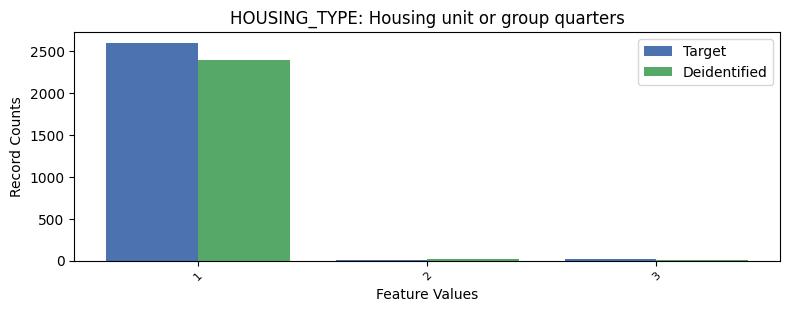 HOUSING_TYPE: Housing unit or group quarters
Target
Deidentified
Record Counts
2500
2000
1500
1000
500
0
1
2
3
Feature Values